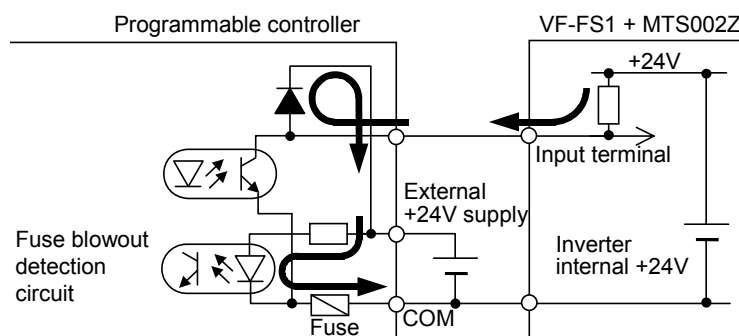 Programmable controller
VF-FS1 + MTS002Z
+24V
Input terminal
External
+24V supply
Fuse blowout
detection
circuit
Inverter
internal +24V
COM
Fuse